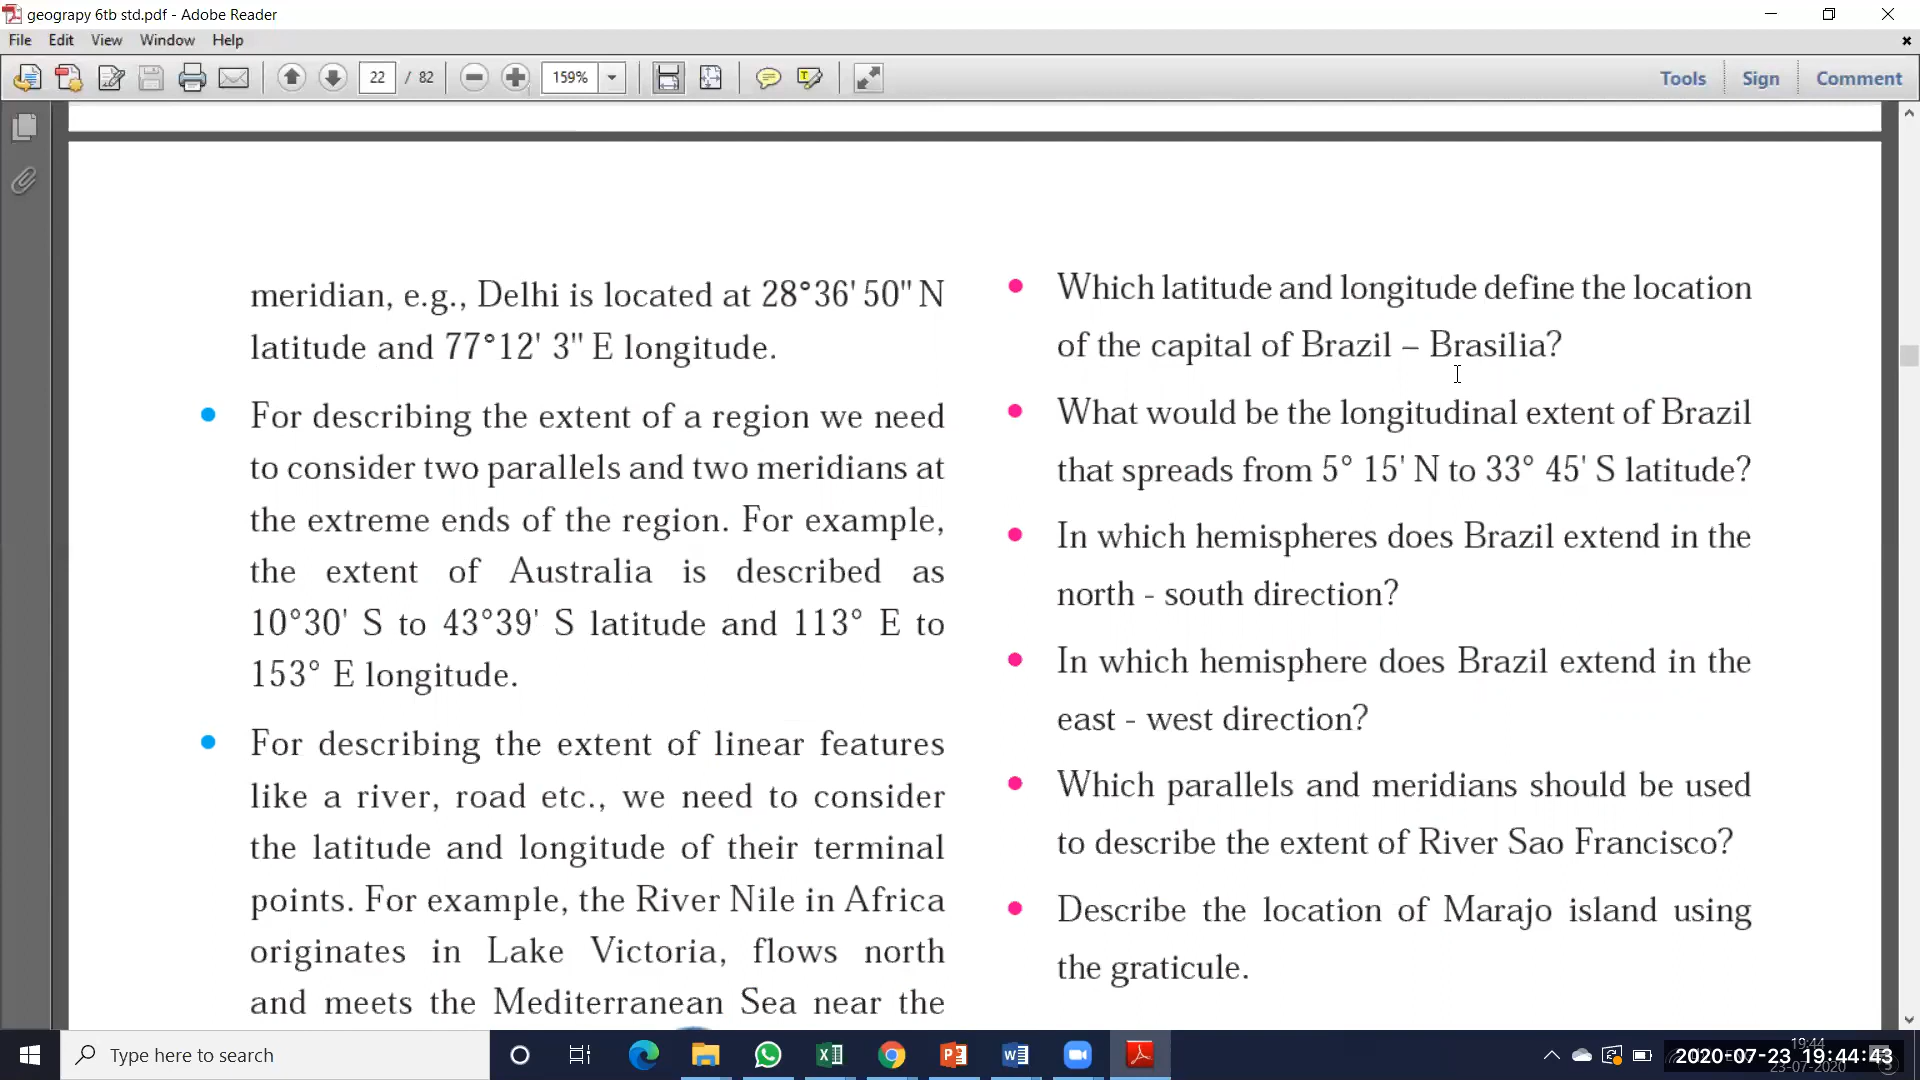 geograpy 6tb std.pdf - Adobe Reader
File Edit View Window Help
22 / 82 159% Tools Sign Comment
meridian, e.g., Delhi is located at 28°36' 50" N
latitude and 77°12' 3" E longitude.
For describing the extent of a region we need
to consider two parallels and two meridians at
the extreme ends of the region. For example,
the extent of Australia is described as
10°30' S to 43°39' S latitude and 113° E to
153° E longitude.
For describing the extent of linear features
like a river, road etc., we need to consider
the latitude and longitude of their terminal
points. For example, the River Nile in Africa
originates in Lake Victoria, flows north
and meets the Mediterranean Sea near the
Which latitude and longitude define the location
of the capital of Brazil – Brasilia?
What would be the longitudinal extent of Brazil
that spreads from 5° 15' N to 33° 45' S latitude?
In which hemispheres does Brazil extend in the
north - south direction?
In which hemisphere does Brazil extend in the
east - west direction?
Which parallels and meridians should be used
to describe the extent of River Sao Francisco?
Describe the location of Marajo island using
the graticule.
Type here to search
19:44
2020-07-23 19:44:43
23-07-2020